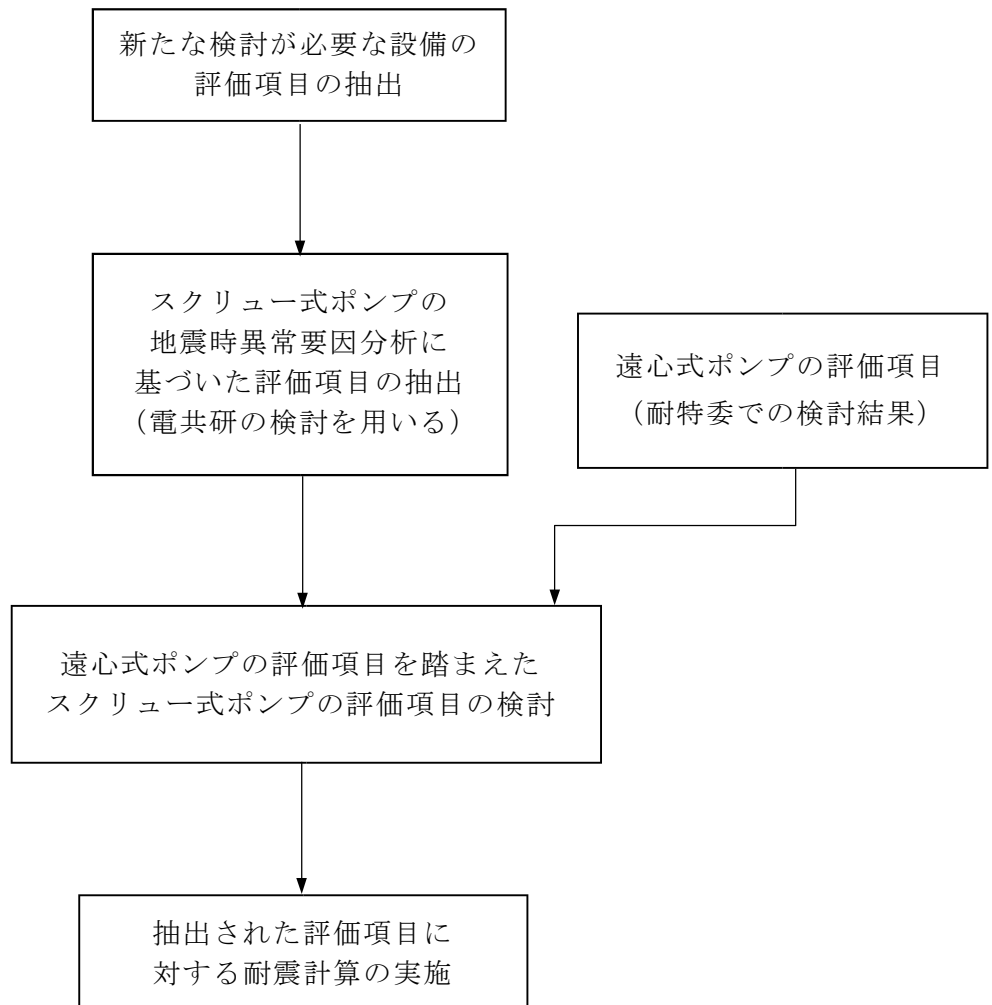 新たな検討が必要な設備の
評価項目の抽出
スクリュー式ポンプの
地震時異常要因分析に
基づいた評価項目の抽出
（電共研の検討を用いる）
遠心式ポンプの評価項目
（耐特委での検討結果）
遠心式ポンプの評価項目を踏まえた
スクリュー式ポンプの評価項目の検討
抽出された評価項目に
対する耐震計算の実施